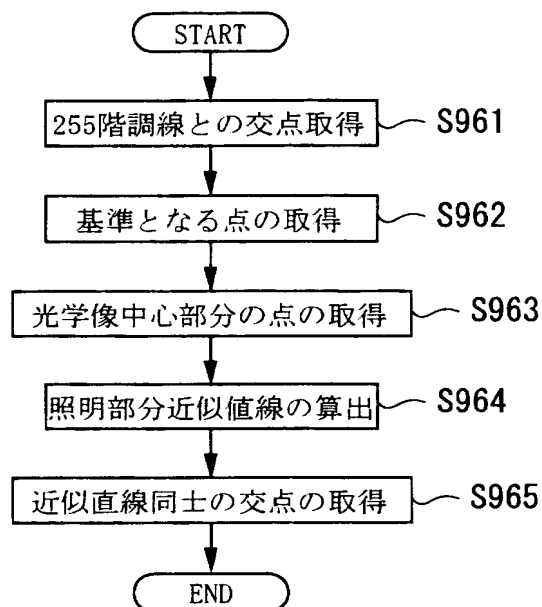 START
255階調線との交点取得 S961
基準となる点の取得 S962
光学像中心部分の点の取得 S963
照明部分近似値線の算出 S964
近似直線同士の交点の取得 S965
END